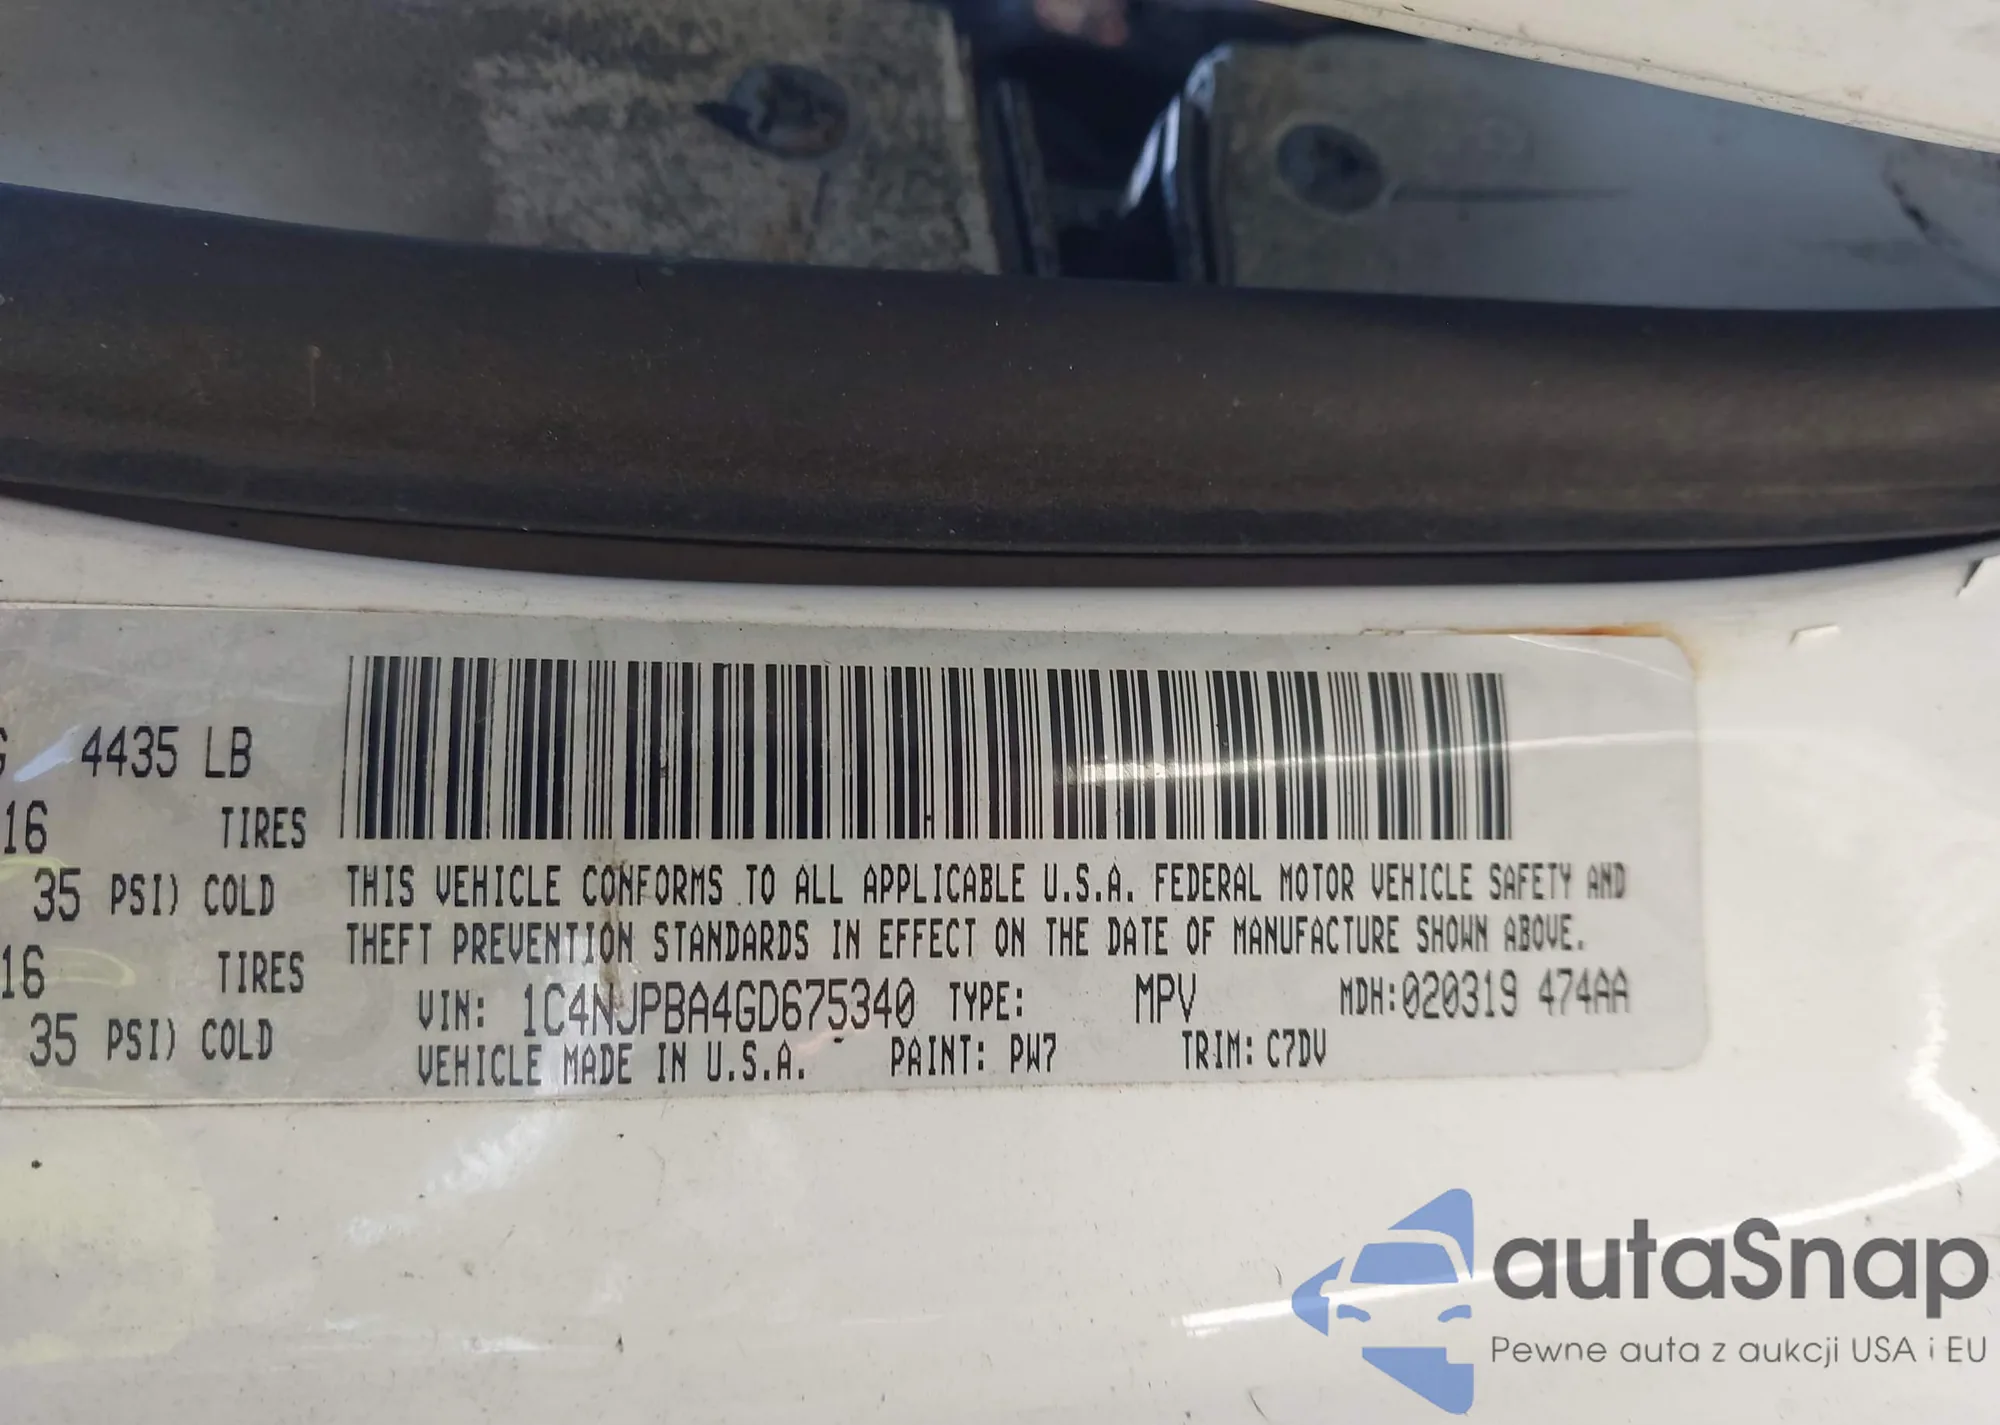 G 4435 LB
16 TIRES
35 PSI) COLD
16 TIRES
35 PSI) COLD
THIS VEHICLE CONFORMS TO ALL APPLICABLE U.S.A. FEDERAL MOTOR VEHICLE SAFETY AND
THEFT PREVENTION STANDARDS IN EFFECT ON THE DATE OF MANUFACTURE SHOWN ABOVE.
VIN: 1C4NJPBA4GD675340 TYPE: MPV MDH:020319 474AA
VEHICLE MADE IN U.S.A. PAINT: PW7 TRIM: C7DV
autaSnap
Pewne auta z aukcji USA i EU